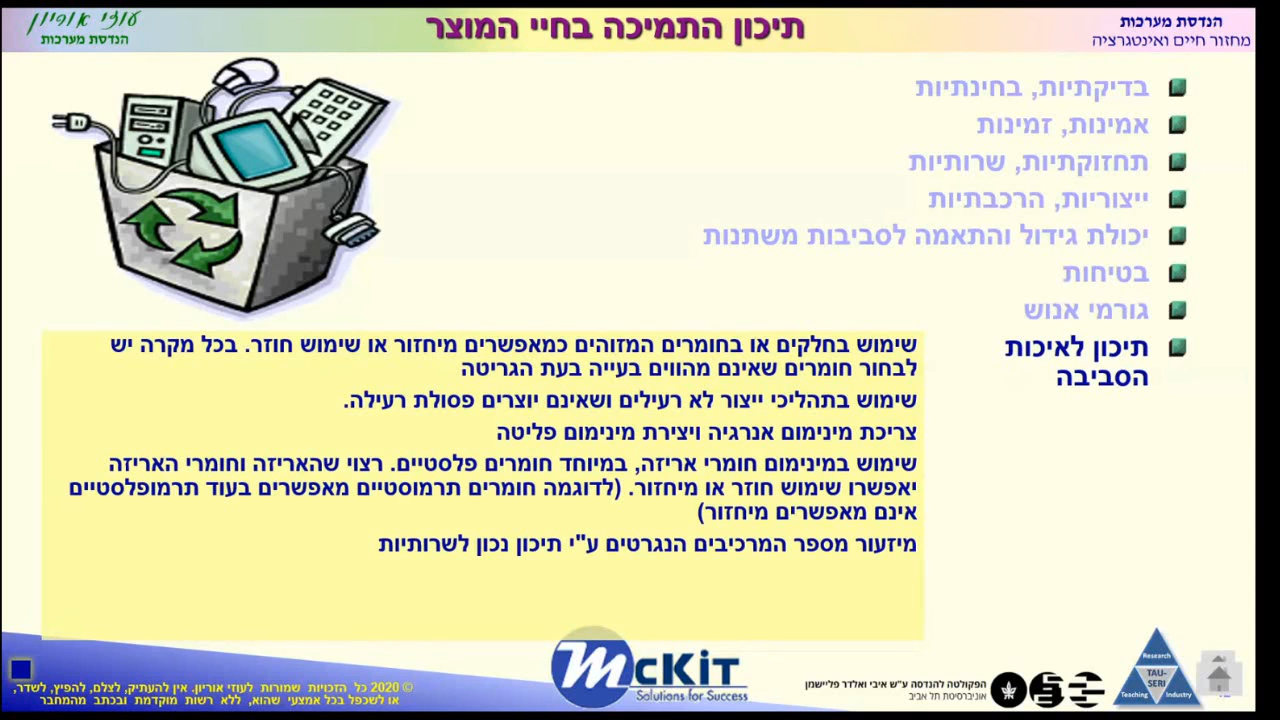 הנדסת מערכות
מחזור חיים ואינטגרציה
תיכון התמיכה בחיי המוצר
עוזי אוריון
הנדסת מערכות
בדיקתיות, בחינתיות
אמינות, זמינות
תחזוקתיות, שרותיות
ייצוריות, הרכבתיות
יכולת גידול והתאמה לסביבות משתנות
בטיחות
גורמי אנוש
תיכון לאיכות
הסביבה
שימוש בחלקים או בחומרים המזוהים כמאפשרים מיחזור או שימוש חוזר. בכל מקרה יש
לבחור חומרים שאינם מהווים בעייה בעת הגריטה
שימוש בתהליכי ייצור לא רעילים ושאינם יוצרים פסולת רעילה.
צריכת מינימום אנרגיה ויצירת מינימום פליטה
שימוש במינימום חומרי אריזה, במיוחד חומרים פלסטיים. רצוי שהאריזה וחומרי האריזה
יאפשרו שימוש חוזר או מיחזור. (לדוגמה חומרים תרמוסטיים מאפשרים בעוד תרמופלסטיים
אינם מאפשרים מיחזור)
מיזעור מספר המרכיבים הנגרטים ע"י תיכון נכון לשרותיות
Research
TAU-
SERI
Teaching
Industry
הפקולטה להנדסה ע"ש איבי ואלדר פליישמן
אוניברסיטת תל אביב
McKit
Solutions for Success
© 2020 כל הזכויות שמורות לעוזי אוריון. אין להעתיק, לצלם, להפיץ, לשדר,
או לשכפל בכל אמצעי שהוא, ללא רשות מוקדמת ובכתב מהמחבר